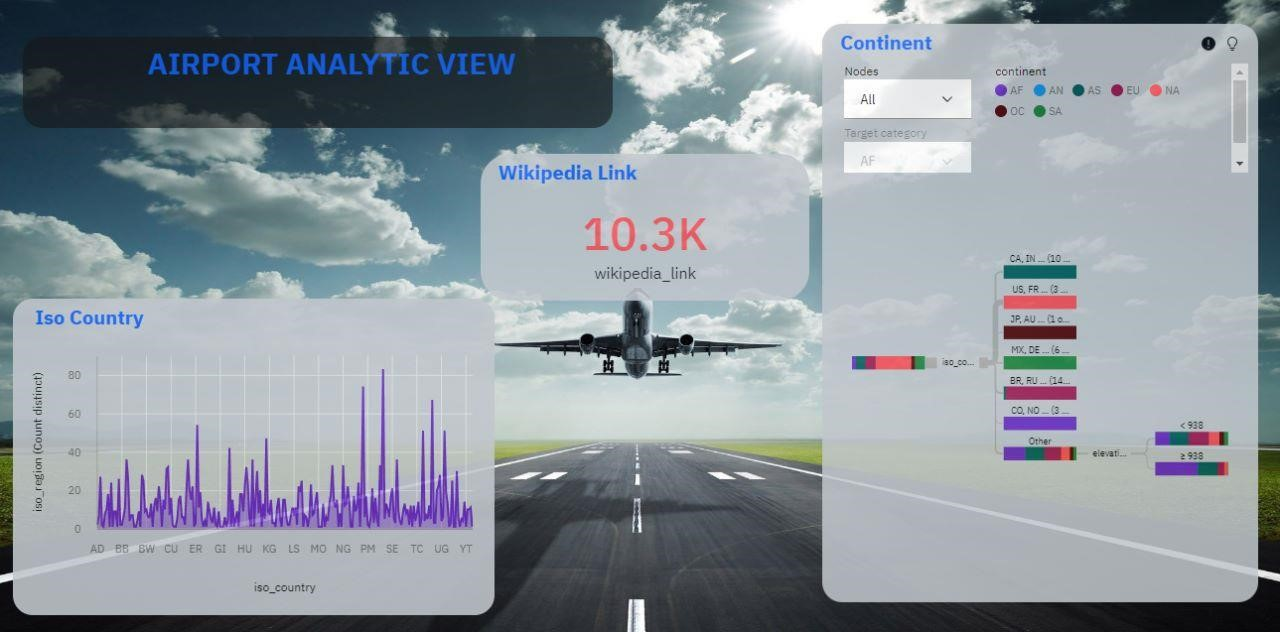 AIRPORT ANALYTIC VIEW
Wikipedia Link
10.3K
wikipedia_link
Iso Country
iso_region (Count distinct)
80
60
40
20
0
AD BB BW CU ER GI HU KG LS MO NG PM SE TC UG YT
iso_country
Continent
Nodes
All
Target category
AF
continent
AF AN AS EU NA
OC SA
CA, IN ... (10 ...
US, FR ... (3 ...
JP, AU ... (1 o...
MX, DE ... (6 ...
BR, RU ... (14...
CO, NO ... (3 ...
Other
iso_co...
elevati...
< 938
≥ 938